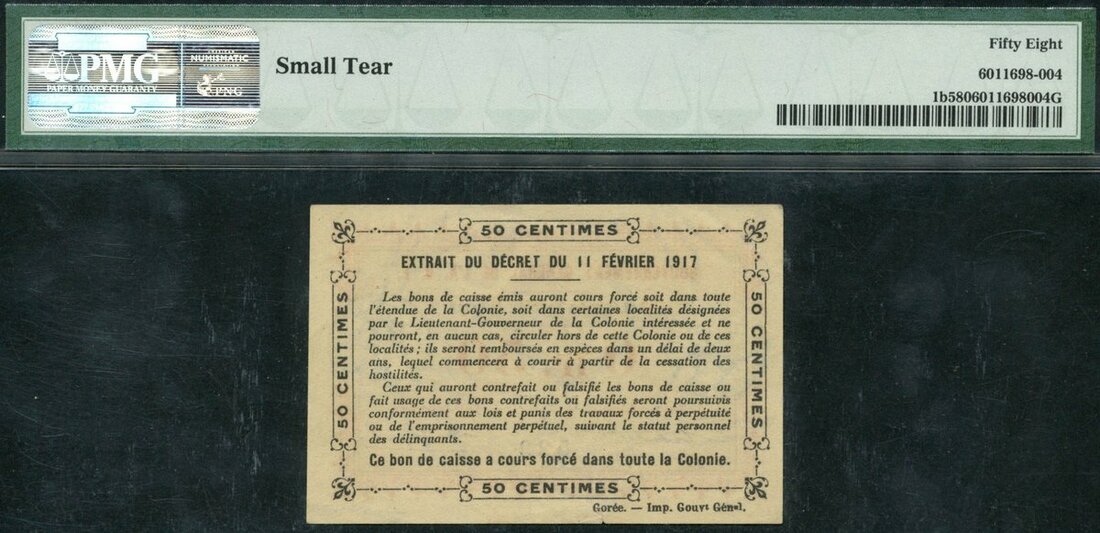 PMG
PAPER MONEY GUARANTY
NUMISMATIC
PNG
Small Tear
Fifty Eight
6011698-004
1b5806011698004G
50 CENTIMES
EXTRAIT DU DÉCRET DU 11 FÉVRIER 1917
50 CENTIMES
50 CENTIMES
Les bons de caisse émis auront cours forcé soit dans toute
l'étendue de la Colonie, soit dans certaines localités désignées
par le Lieutenant-Gouverneur de la Colonie intéressée et ne
pourront, en aucun cas, circuler hors de cette Colonie ou de ces
localités ; ils seront remboursés en espèces dans un délai de deux
ans, lequel commencera à courir à partir de la cessation des
hostilités.
Ceux qui auront contrefait ou falsifié les bons de caisse ou
fait usage de ces bons contrefaits ou falsifiés seront poursuivis
conformément aux lois et punis des travaux forcés à perpétuité
ou de l'emprisonnement perpétuel, suivant le statut personnel
des délinquants.
Ce bon de caisse a cours forcé dans toute la Colonie.
50 CENTIMES
Gorée. — Imp. Gouvt Génal.